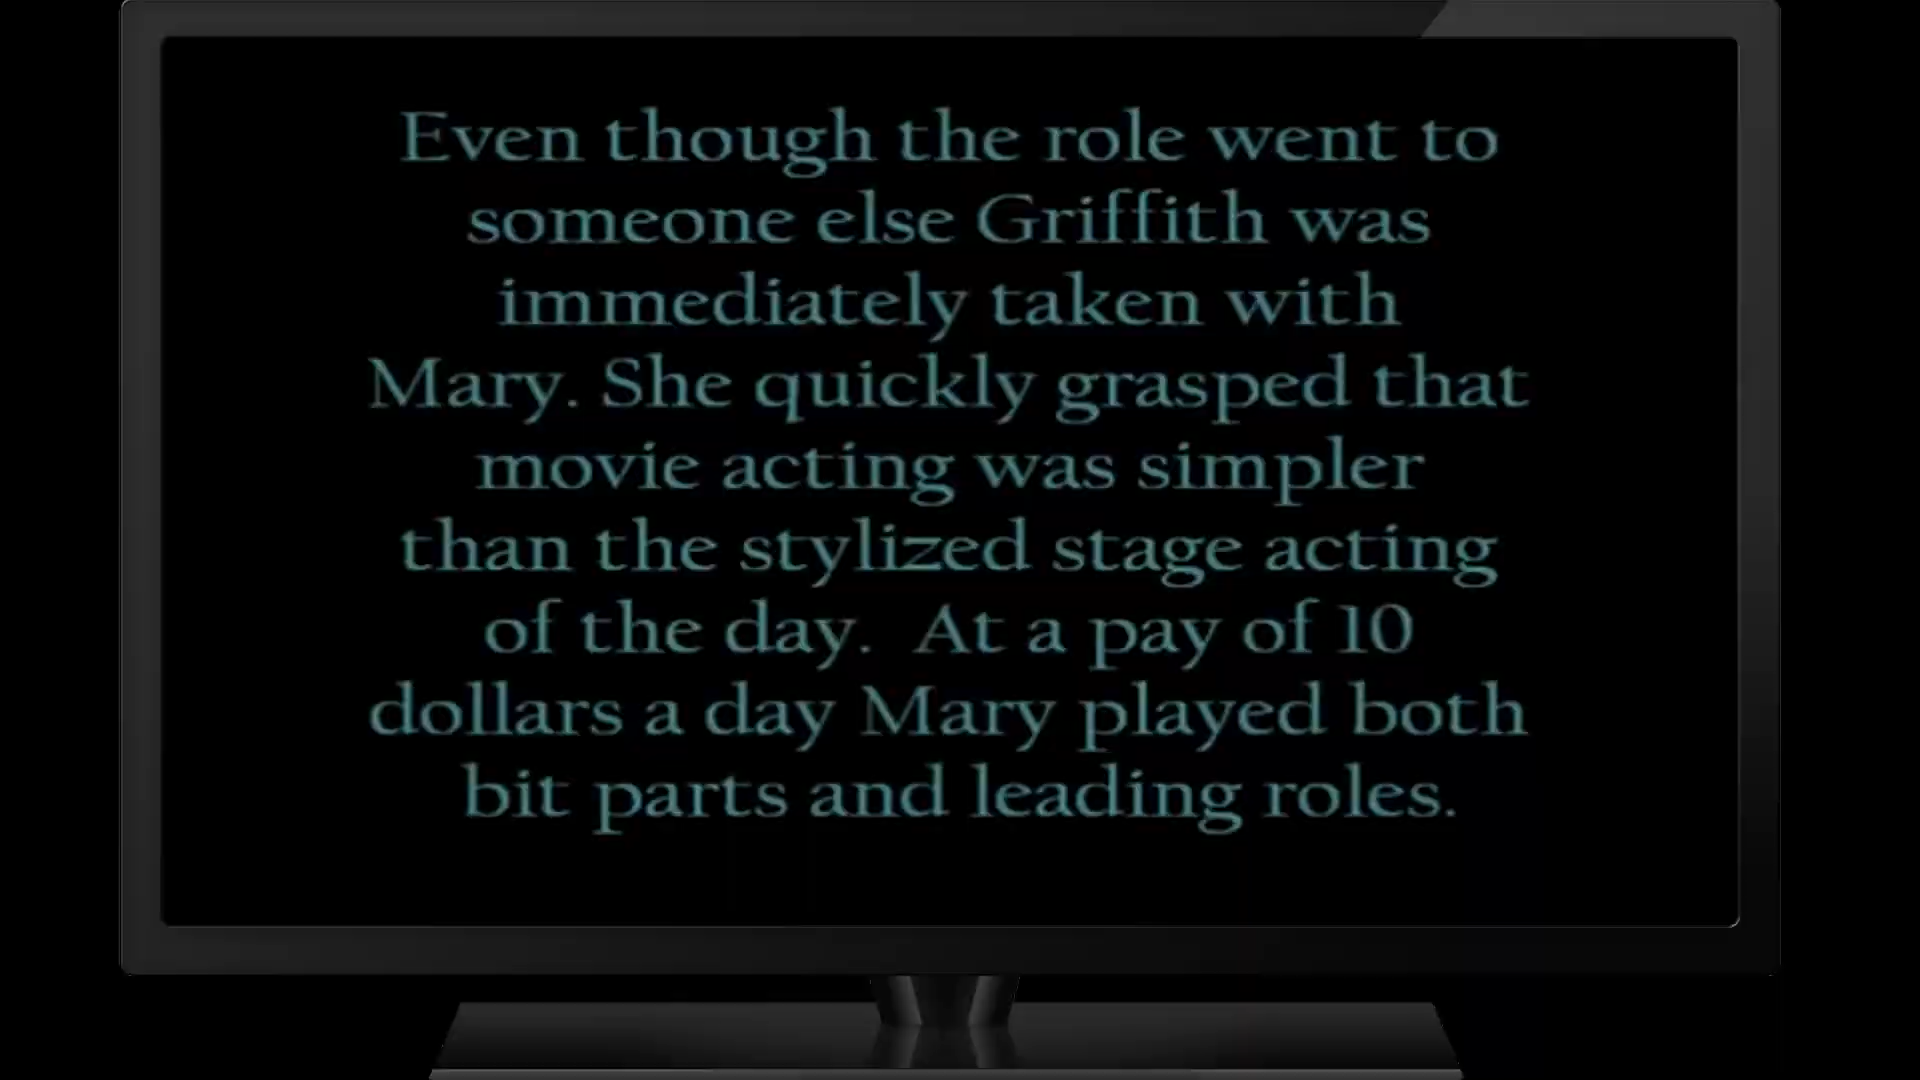 Even though the role went to
someone else Griffith was
immediately taken with
Mary. She quickly grasped that
movie acting was simpler
than the stylized stage acting
of the day.  At a pay of 10
dollars a day Mary played both
bit parts and leading roles.